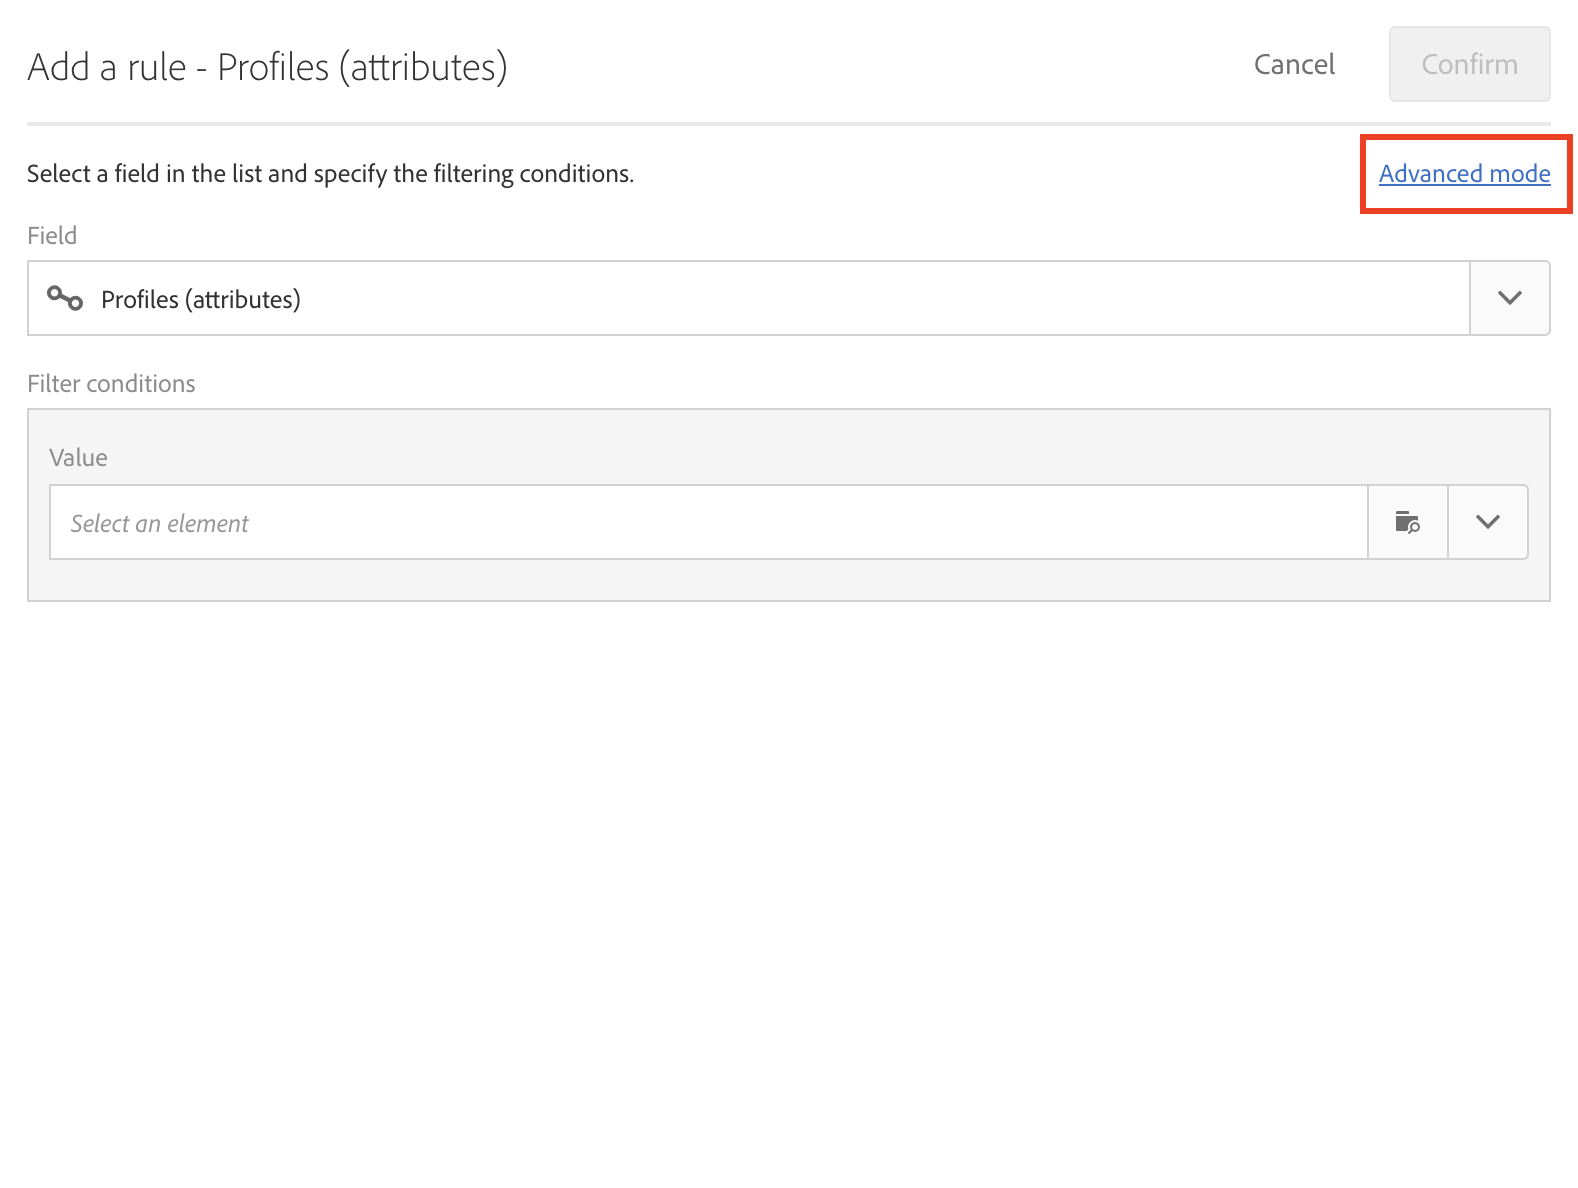 Add a rule - Profiles (attributes)
Cancel
Confirm
Select a field in the list and specify the filtering conditions.
Advanced mode
Field
Profiles (attributes)
Filter conditions
Value
Select an element